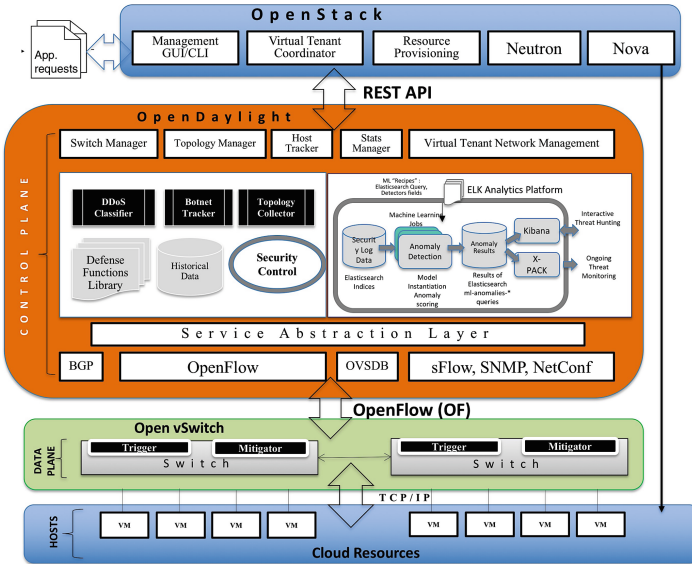 OpenStack
App.
requests
Management
GUI/CLI
Virtual Tenant
Coordinator
Resource
Provisioning
Neutron
Nova
REST API
OpenDaylight
CONTROL PLANE
Switch Manager
Topology Manager
Host
Tracker
Stats
Manager
Virtual Tenant Network Management
DDoS
Classifier
Botnet
Tracker
Topology
Collector
Defense
Functions
Library
Historical
Data
Security
Control
ML "Recipes" :
Elasticsearch Query,
Detectors fields
ELK Analytics Platform
Machine Learning
Jobs
Securit
y Log
Data
Anomaly
Detection
Anomaly
Results
Kibana
X-
PACK
Interactive
Threat Hunting
Ongoing
Threat
Monitoring
Elasticsearch
Indices
Model
Instantiation
Anomaly
scoring
Results of
Elasticsearch
ml-anomalies-*
queries
Service Abstraction Layer
BGP
OpenFlow
OVSDB
sFlow, SNMP, NetConf
OpenFlow (OF)
Open vSwitch
DATA
PLANE
Trigger
Mitigator
Switch
Trigger
Mitigator
Switch
TCP/IP
HOSTS
VM
VM
VM
VM
VM
VM
VM
VM
Cloud Resources